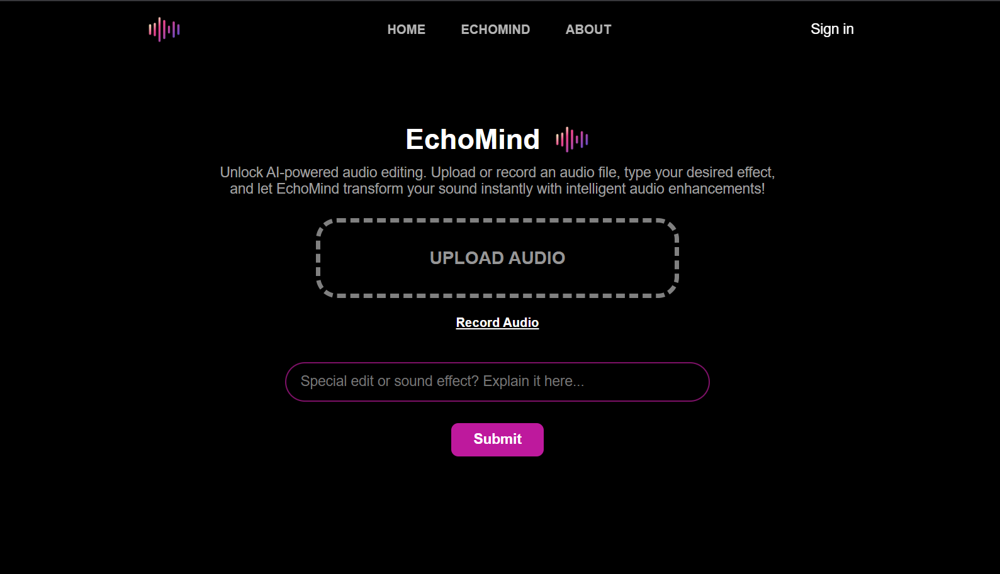 HOME ECHOMIND ABOUT Sign in
EchoMind
Unlock AI-powered audio editing. Upload or record an audio file, type your desired effect,
and let EchoMind transform your sound instantly with intelligent audio enhancements!
UPLOAD AUDIO
Record Audio
Special edit or sound effect? Explain it here...
Submit